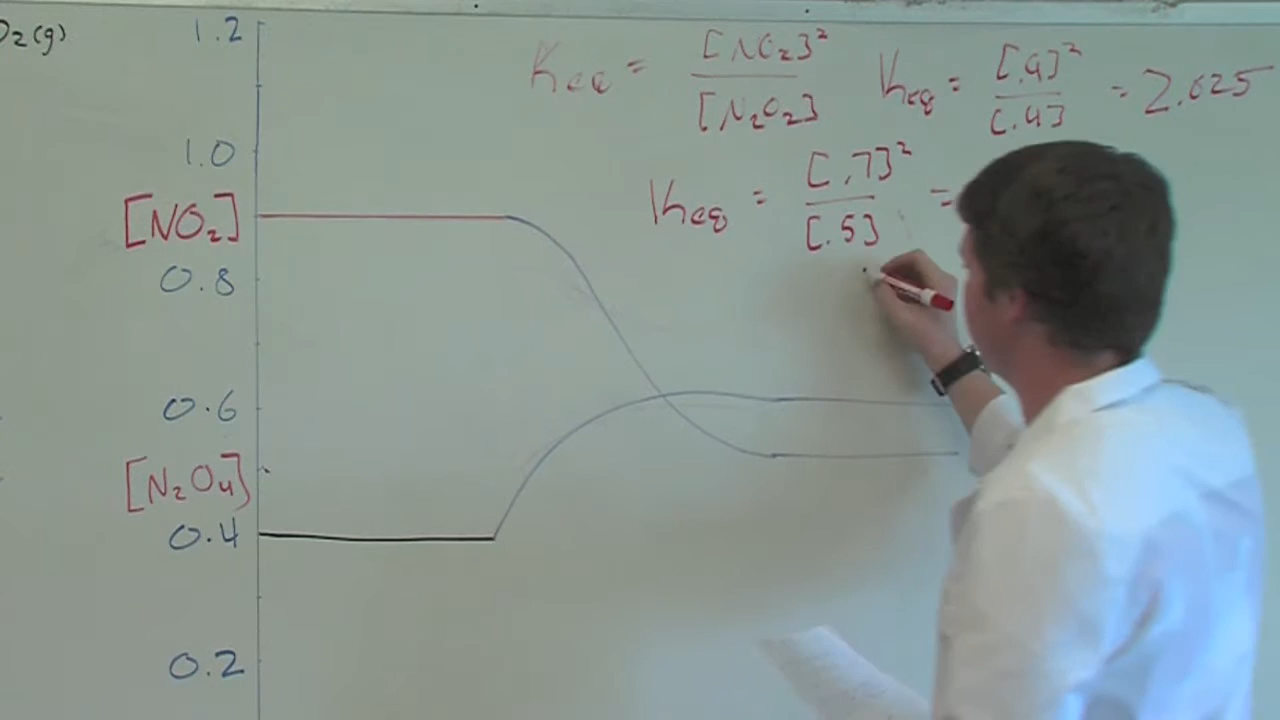 O₂(g)
1.2
1.0
[NO₂]
0.8
0.6
[N₂O₄]
0.4
0.2
Keq = [NO₂]² / [N₂O₂]
Keq = [.9]² / [.4] = 2.025
Keq = [.7]² / [.5] =